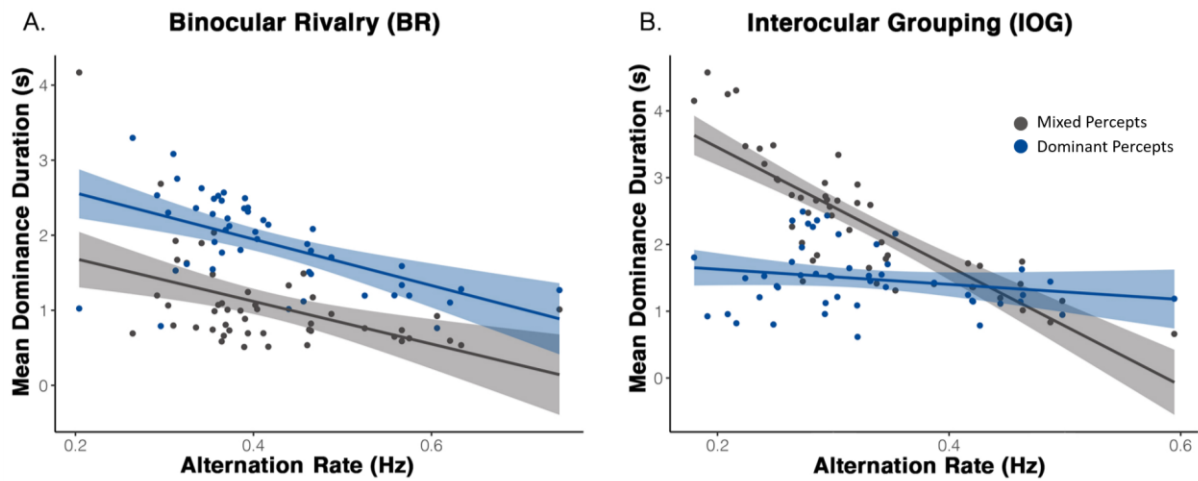 A.
Binocular Rivalry (BR)
Mean Dominance Duration (s)
4
3
2
1
0
0.2
0.4
0.6
Alternation Rate (Hz)
B.
Interocular Grouping (IOG)
Mean Dominance Duration (s)
4
3
2
1
0
Mixed Percepts
Dominant Percepts
0.2
0.4
0.6
Alternation Rate (Hz)